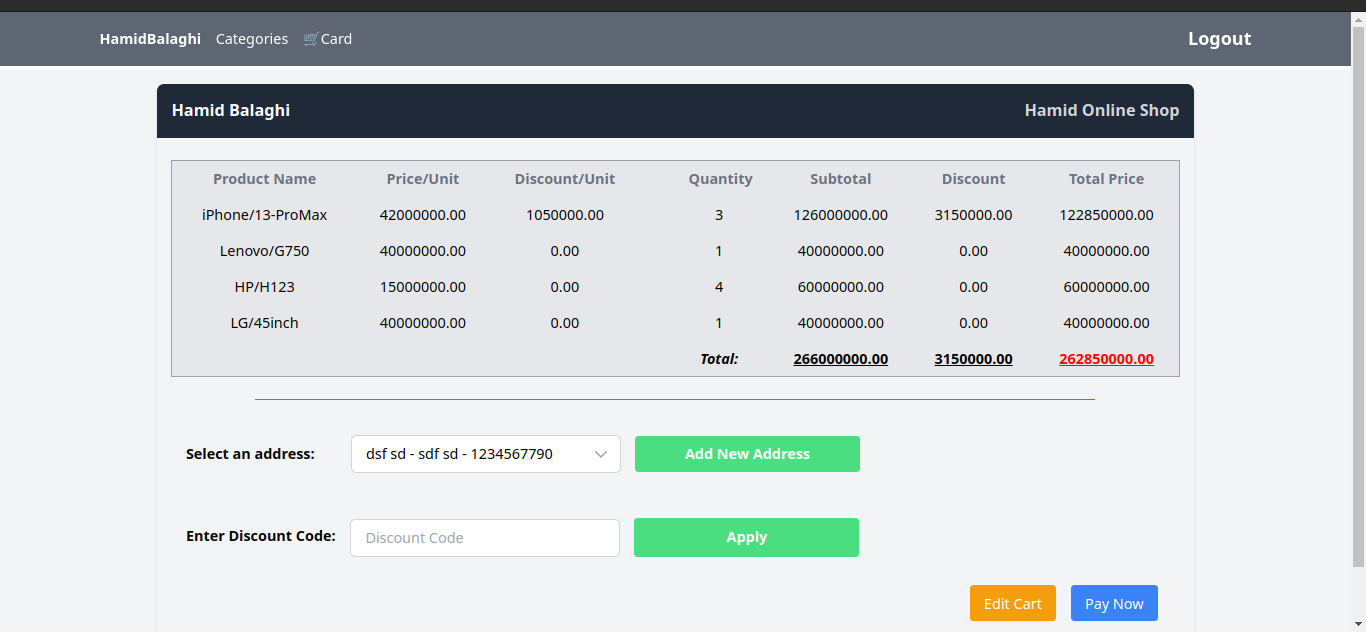 HamidBalaghi Categories 🛒Card Logout
Hamid Balaghi Hamid Online Shop
Product Name Price/Unit Discount/Unit Quantity Subtotal Discount Total Price
iPhone/13-ProMax 42000000.00 1050000.00 3 126000000.00 3150000.00 122850000.00
Lenovo/G750 40000000.00 0.00 1 40000000.00 0.00 40000000.00
HP/H123 15000000.00 0.00 4 60000000.00 0.00 60000000.00
LG/45inch 40000000.00 0.00 1 40000000.00 0.00 40000000.00
Total: 266000000.00 3150000.00 262850000.00
Select an address: dsf sd - sdf sd - 1234567790 Add New Address
Enter Discount Code: Discount Code Apply
Edit Cart Pay Now